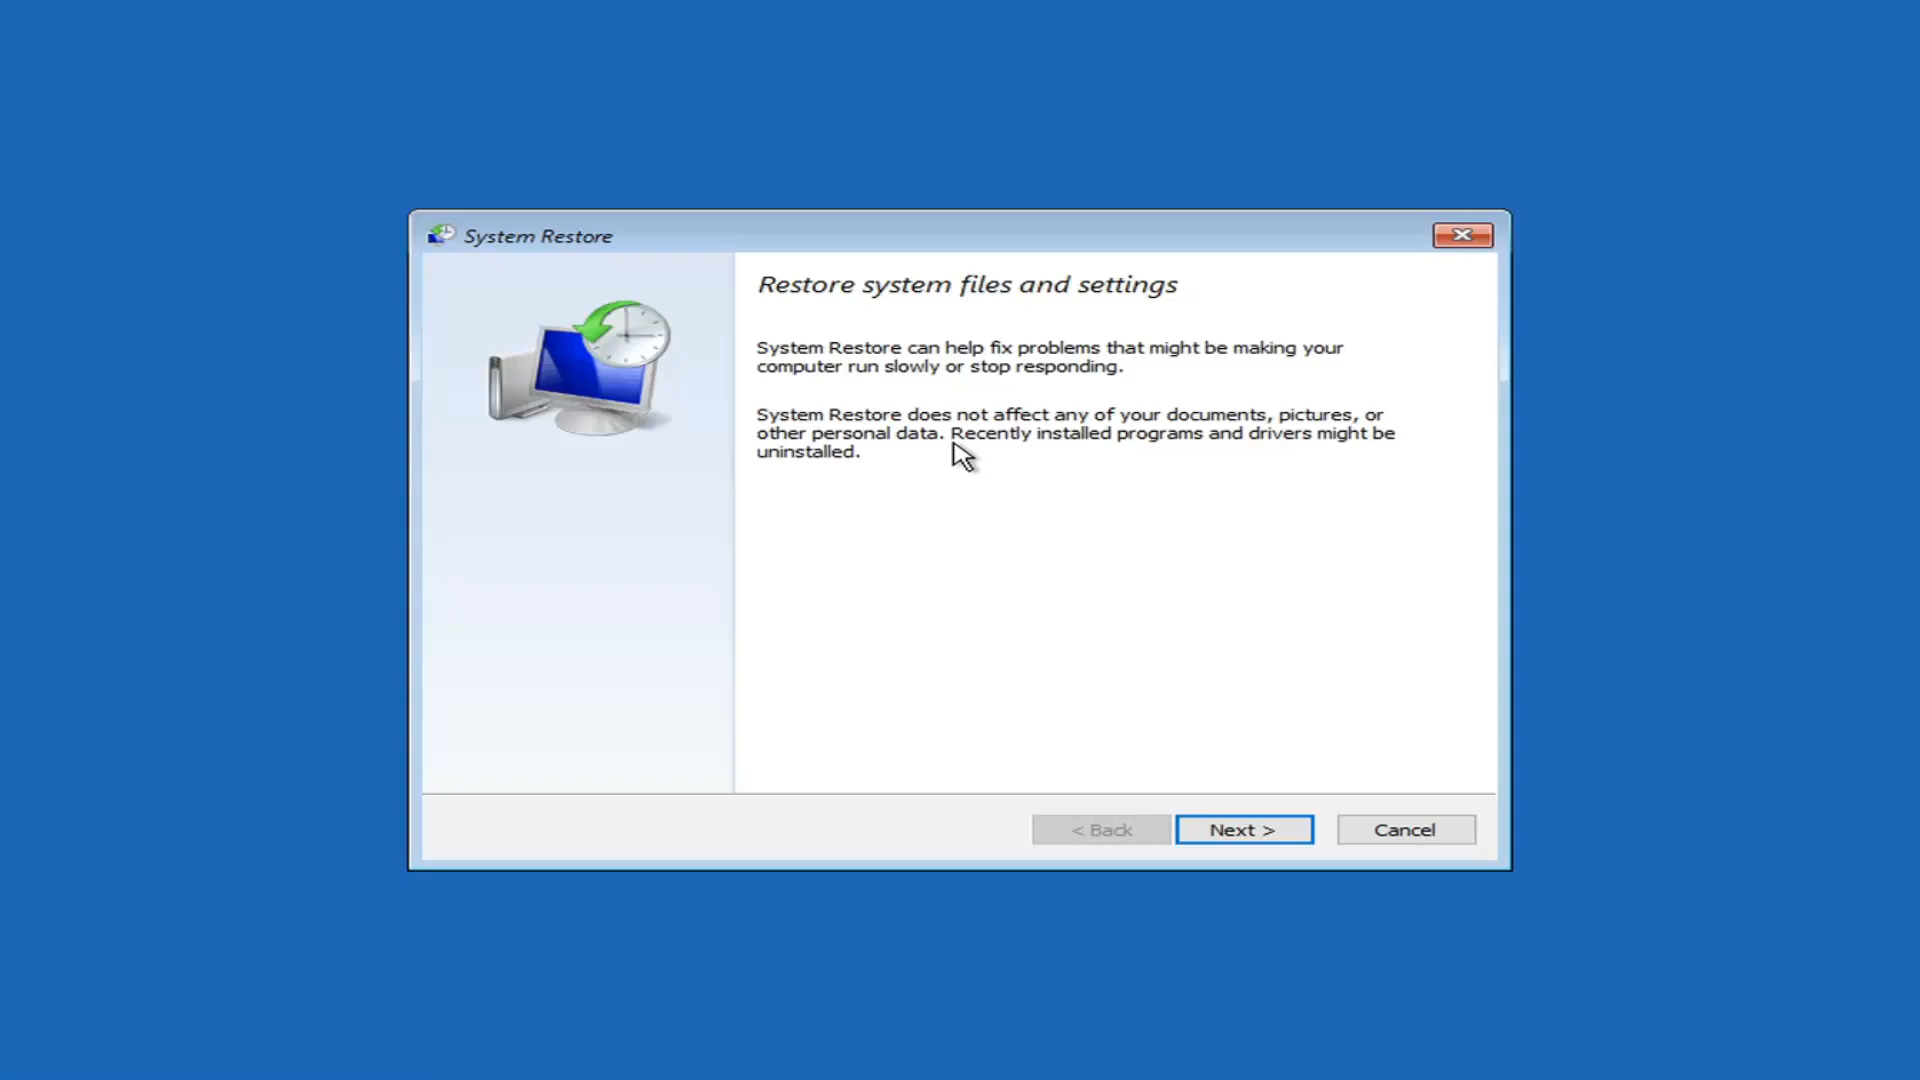 System Restore
Restore system files and settings
System Restore can help fix problems that might be making your
computer run slowly or stop responding.
System Restore does not affect any of your documents, pictures, or
other personal data. Recently installed programs and drivers might be
uninstalled.
< Back
Next >
Cancel